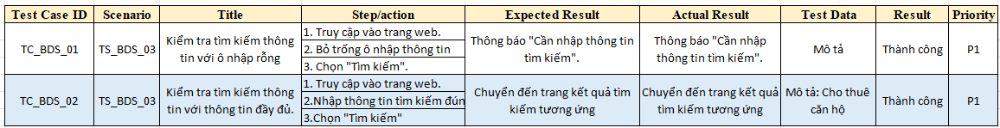 Test Case ID Scenario Title Step/action Expected Result Actual Result Test Data Result Priority
TC_BDS_01 TS_BDS_03 Kiểm tra tìm kiếm thông tin với ô nhập rỗng 1. Truy cập vào trang web. Thông báo "Cần nhập thông tin tìm kiếm". Thông báo "Cần nhập thông tin tìm kiếm". Mô tả Thành công P1
2. Bỏ trống ô nhập thông tin
3. Chọn "Tìm kiếm".
TC_BDS_02 TS_BDS_03 Kiểm tra tìm kiếm thông tin với thông tin đầy đủ. 1. Truy cập vào trang web. Chuyển đến trang kết quả tìm kiếm tương ứng Chuyển đến trang kết quả tìm kiếm tương ứng Mô tả: Cho thuê căn hộ Thành công P1
2.Nhập thông tin tìm kiếm đún
3.Chọn "Tìm kiếm"